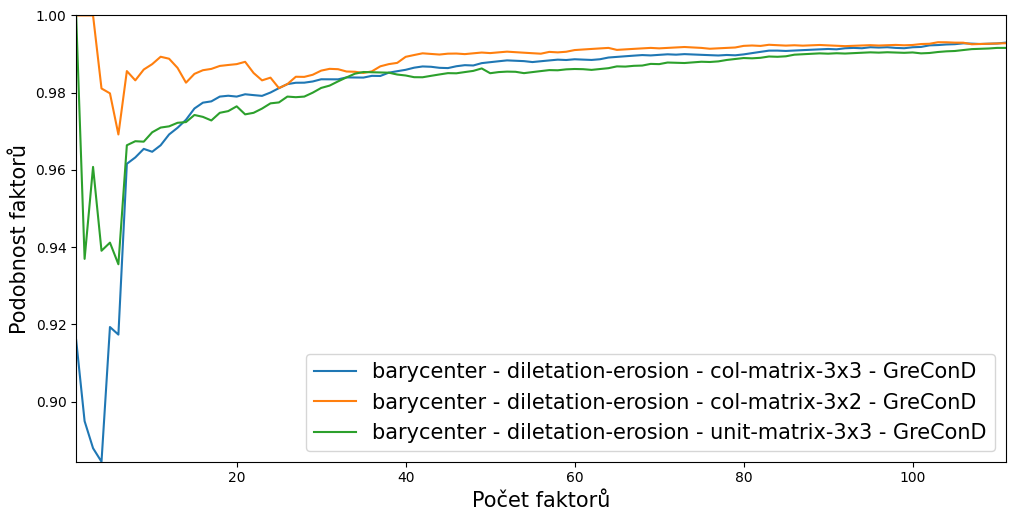 1.00
0.98
0.96
0.94
0.92
0.90
Podobnost faktorů
barycenter - diletation-erosion - col-matrix-3x3 - GreConD
barycenter - diletation-erosion - col-matrix-3x2 - GreConD
barycenter - diletation-erosion - unit-matrix-3x3 - GreConD
20 40 60 80 100
Počet faktorů